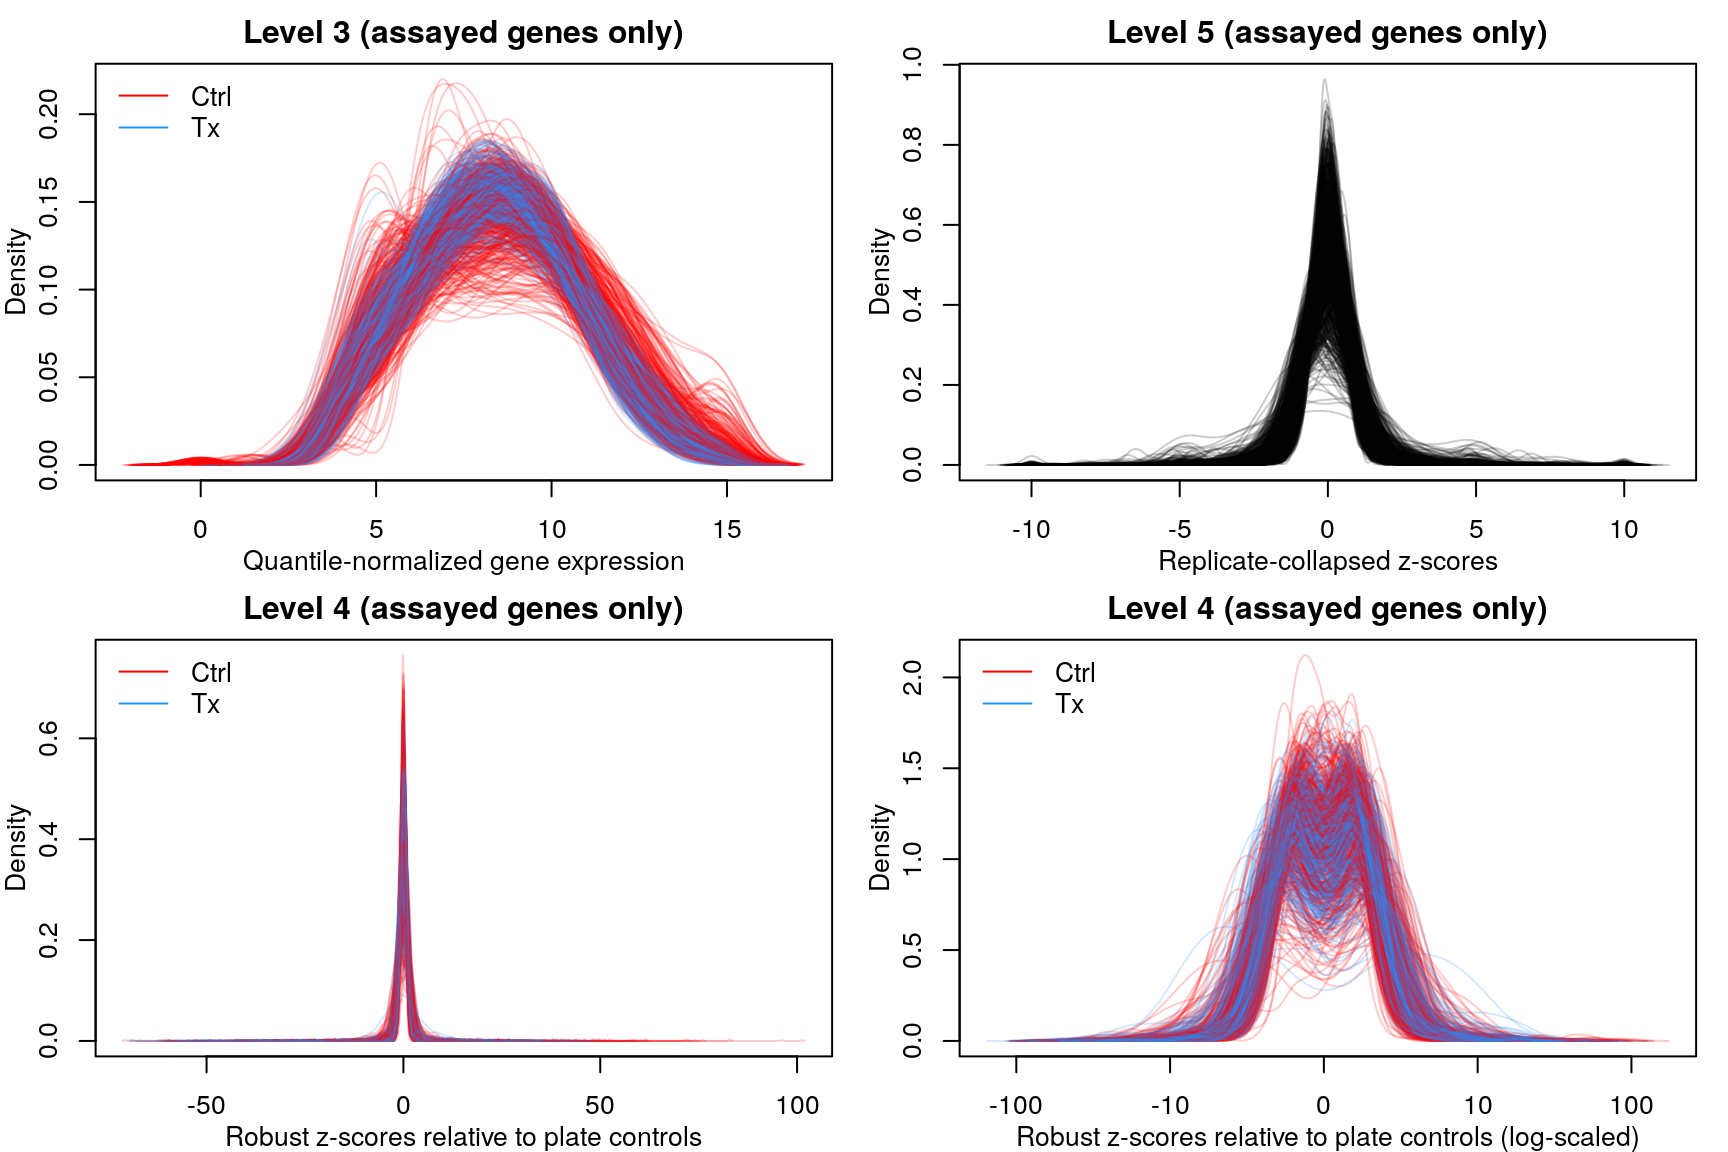 Level 3 (assayed genes only)
Ctrl
Tx
Density
0.00
0.05
0.10
0.15
0.20
0
5
10
15
Quantile-normalized gene expression
Level 5 (assayed genes only)
Density
0.0
0.2
0.4
0.6
0.8
1.0
-10
-5
0
5
10
Replicate-collapsed z-scores
Level 4 (assayed genes only)
Ctrl
Tx
Density
0.0
0.2
0.4
0.6
-50
0
50
100
Robust z-scores relative to plate controls
Level 4 (assayed genes only)
Ctrl
Tx
Density
0.0
0.5
1.0
1.5
2.0
-100
-10
0
10
100
Robust z-scores relative to plate controls (log-scaled)